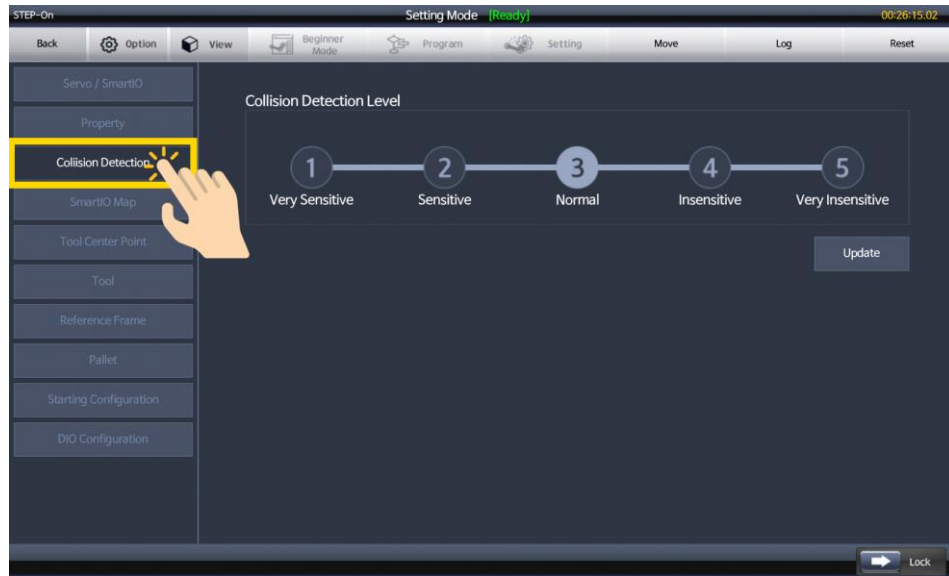 STEP-On Setting Mode [Ready] 00:26:15.02
Back Option View Beginner Mode Program Setting Move Log Reset
Servo / SmartIO
Property
Coliision Detection
SmartIO Map
Tool Center Point
Tool
Reference Frame
Pallet
Starting Configuration
DIO Configuration
Collision Detection Level
1 2 3 4 5
Very Sensitive Sensitive Normal Insensitive Very Insensitive
Update
Lock